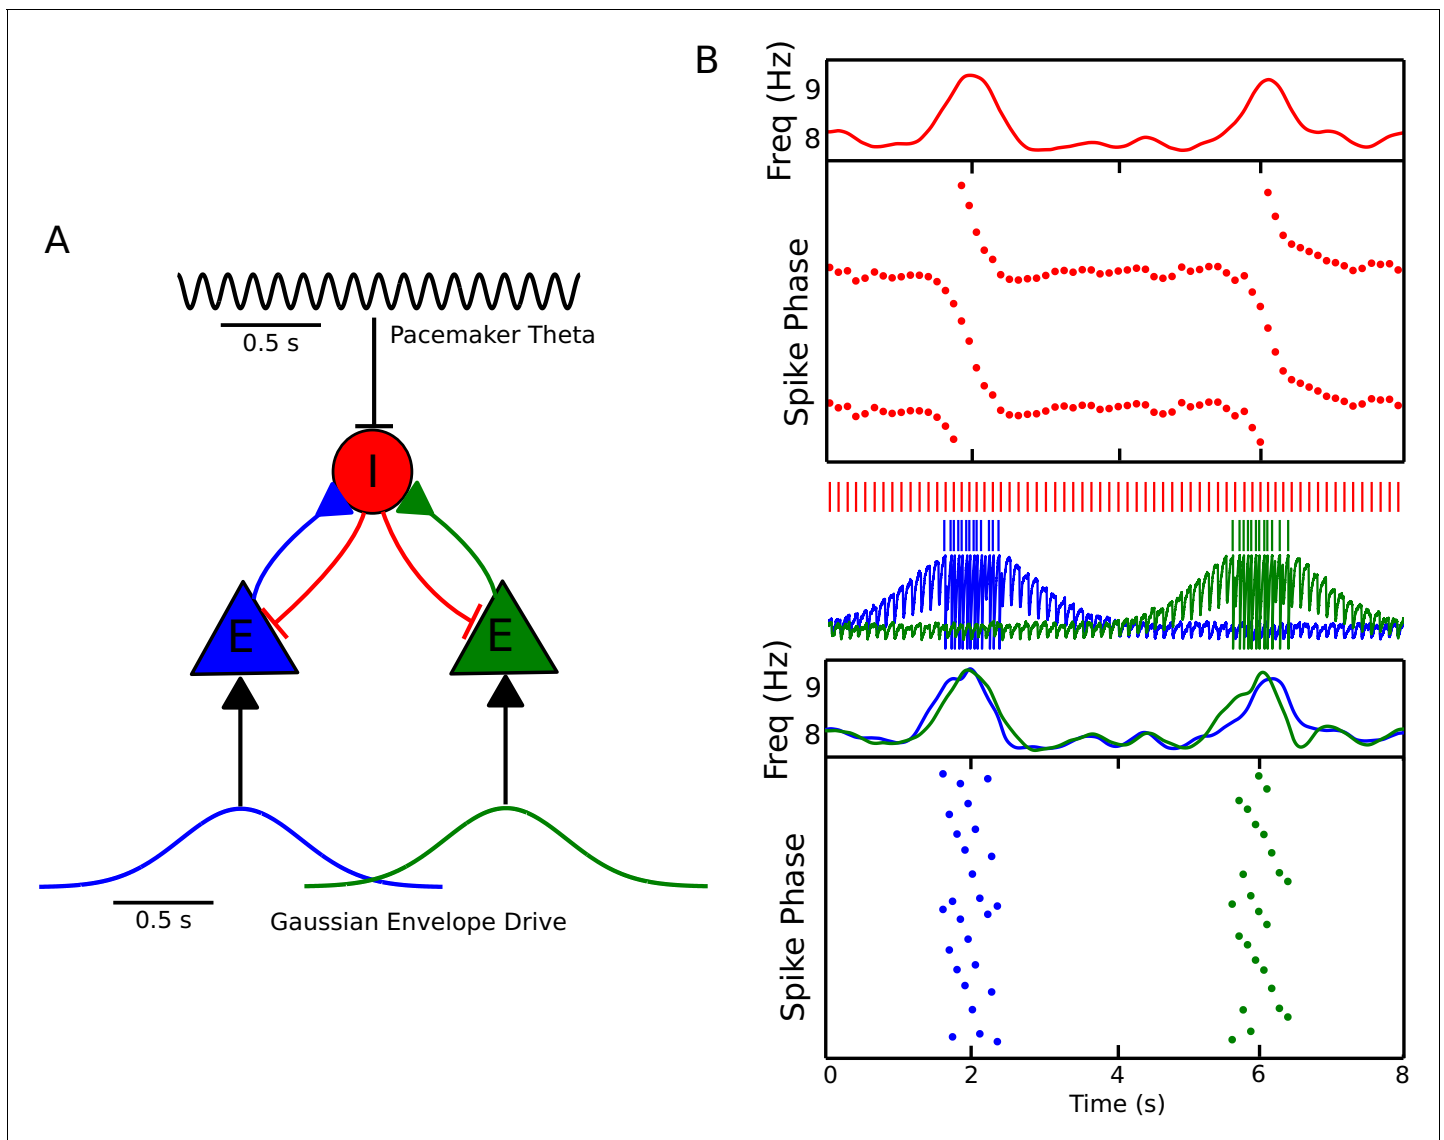 A
0.5 s
Pacemaker Theta
I
E
E
0.5 s
Gaussian Envelope Drive
B
Freq (Hz)
9
8
Spike Phase
Freq (Hz)
9
8
Spike Phase
0 2 4 6 8
Time (s)